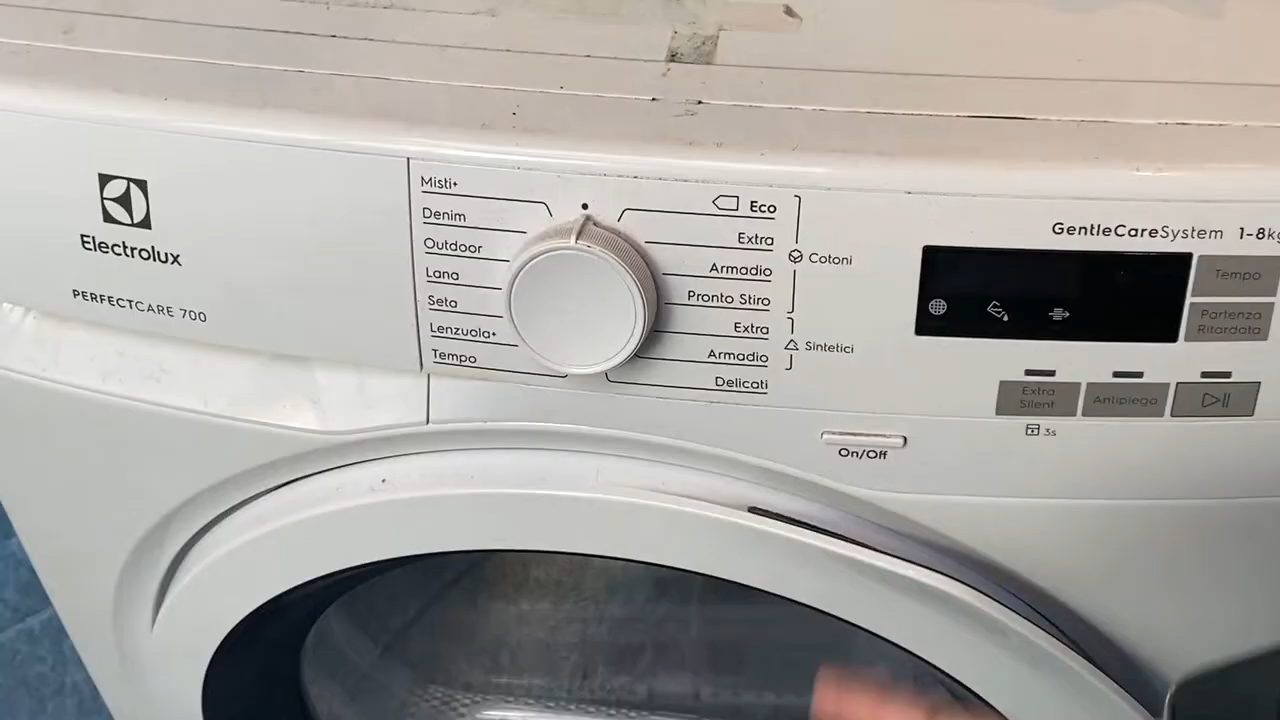 Electrolux
PERFECTCARE 700
Misti+
Denim
Outdoor
Lana
Seta
Lenzuola+
Tempo
Eco
Extra
Armadio
Pronto Stiro
Cotoni
Extra
Armadio
Sintetici
Delicati
GentleCareSystem 1-8kg
Tempo
Partenza
Ritardata
Extra
Silent
Antipiega
3s
On/Off